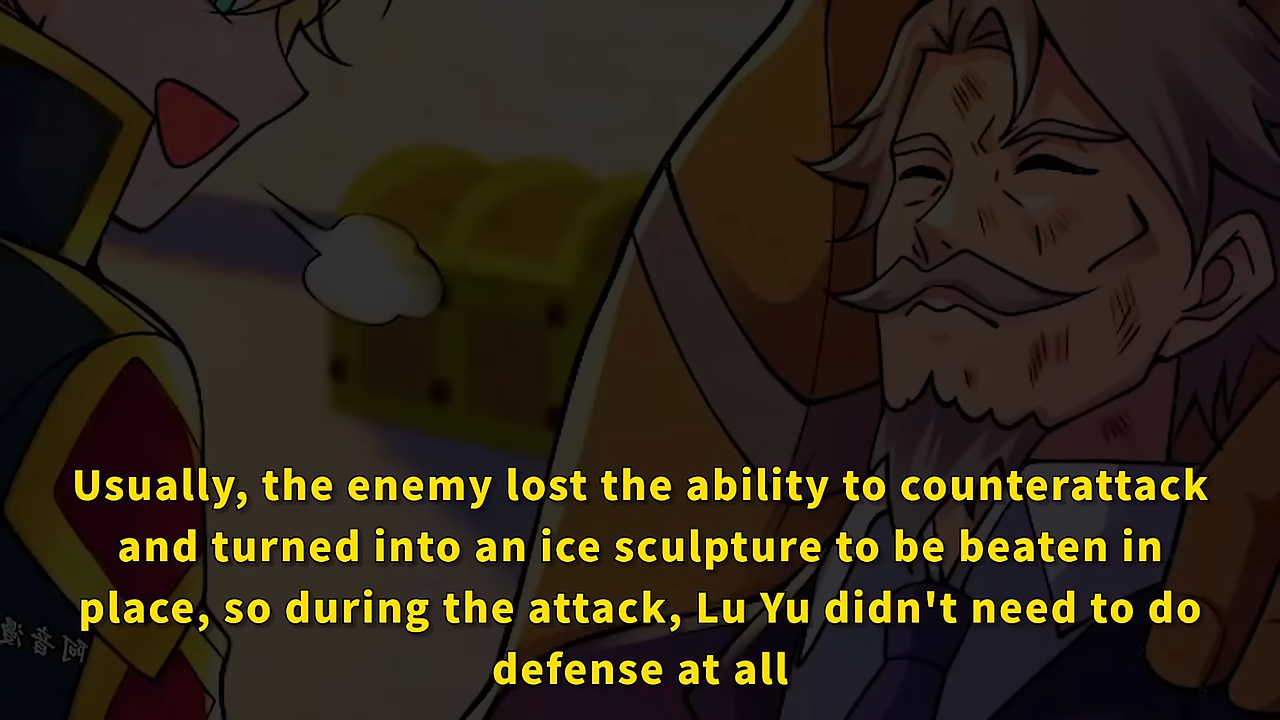 Usually, the enemy lost the ability to counterattack
and turned into an ice sculpture to be beaten in
place, so during the attack, Lu Yu didn't need to do
defense at all